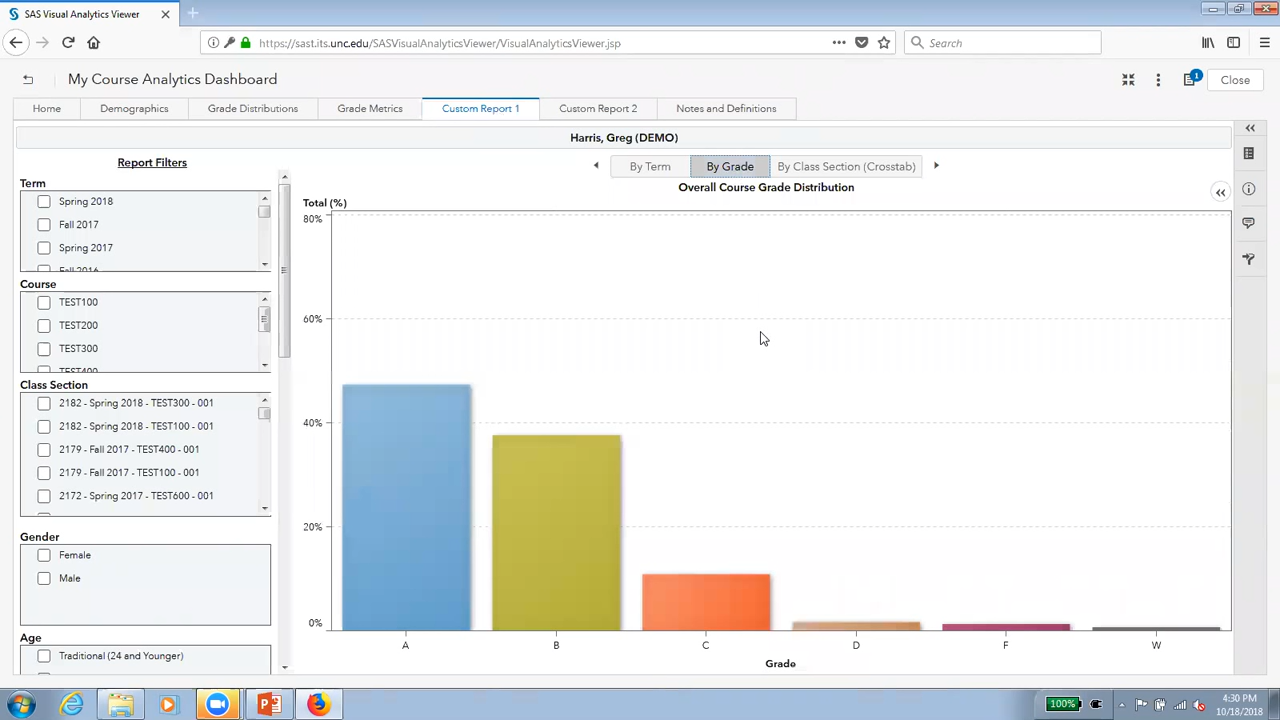 SAS Visual Analytics Viewer
https://sast.its.unc.edu/SASVisualAnalyticsViewer/VisualAnalyticsViewer.jsp
Search
My Course Analytics Dashboard
1
Close
Home
Demographics
Grade Distributions
Grade Metrics
Custom Report 1
Custom Report 2
Notes and Definitions
Harris, Greg (DEMO)
Report Filters
By Term
By Grade
By Class Section (Crosstab)
Overall Course Grade Distribution
Term
Spring 2018
Fall 2017
Spring 2017
Fall 2016
Course
TEST100
TEST200
TEST300
TEST400
Class Section
2182 - Spring 2018 - TEST300 - 001
2182 - Spring 2018 - TEST100 - 001
2179 - Fall 2017 - TEST400 - 001
2179 - Fall 2017 - TEST100 - 001
2172 - Spring 2017 - TEST600 - 001
Gender
Female
Male
Age
Traditional (24 and Younger)
Total (%)
80%
60%
40%
20%
0%
A
B
C
D
F
W
Grade
100%
4:30 PM
10/18/2018